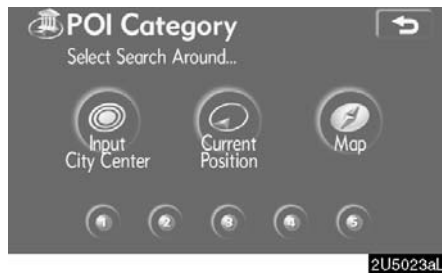 POI Category
Select Search Around...
Input
City Center
Current
Position
Map
1 2 3 4 5
2U5023aL